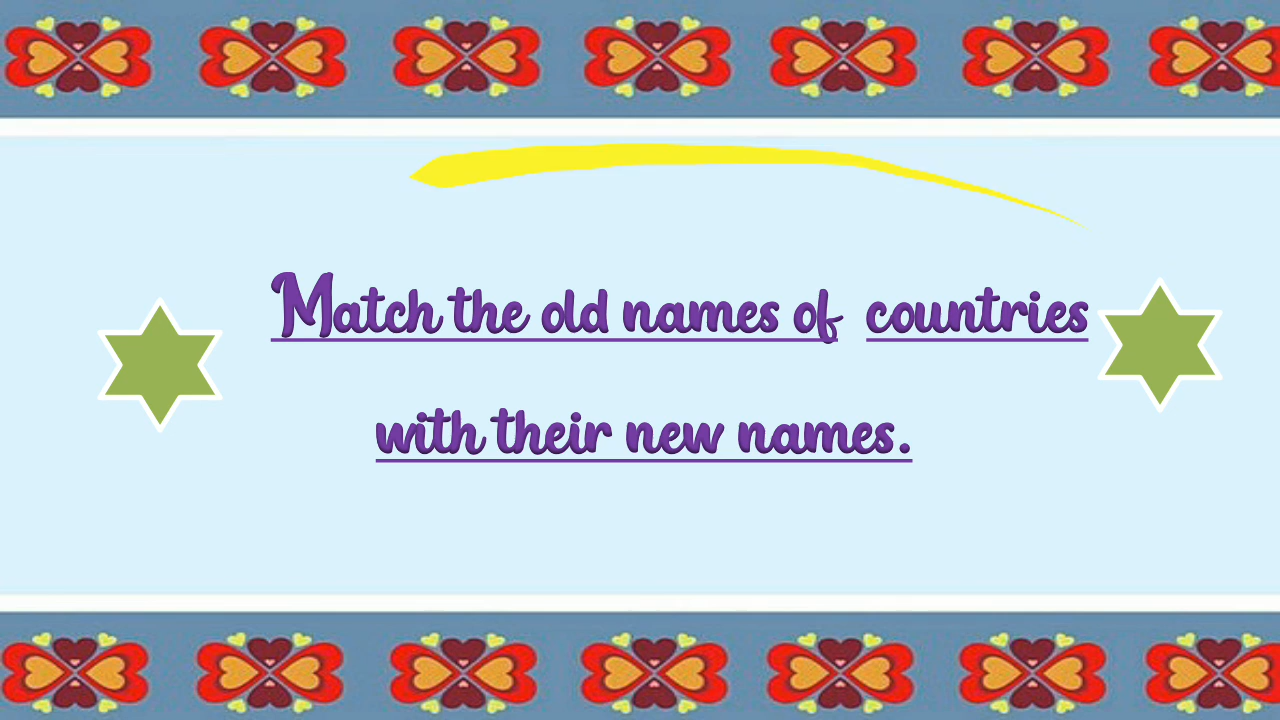 Match the old names of countries
with their new names.